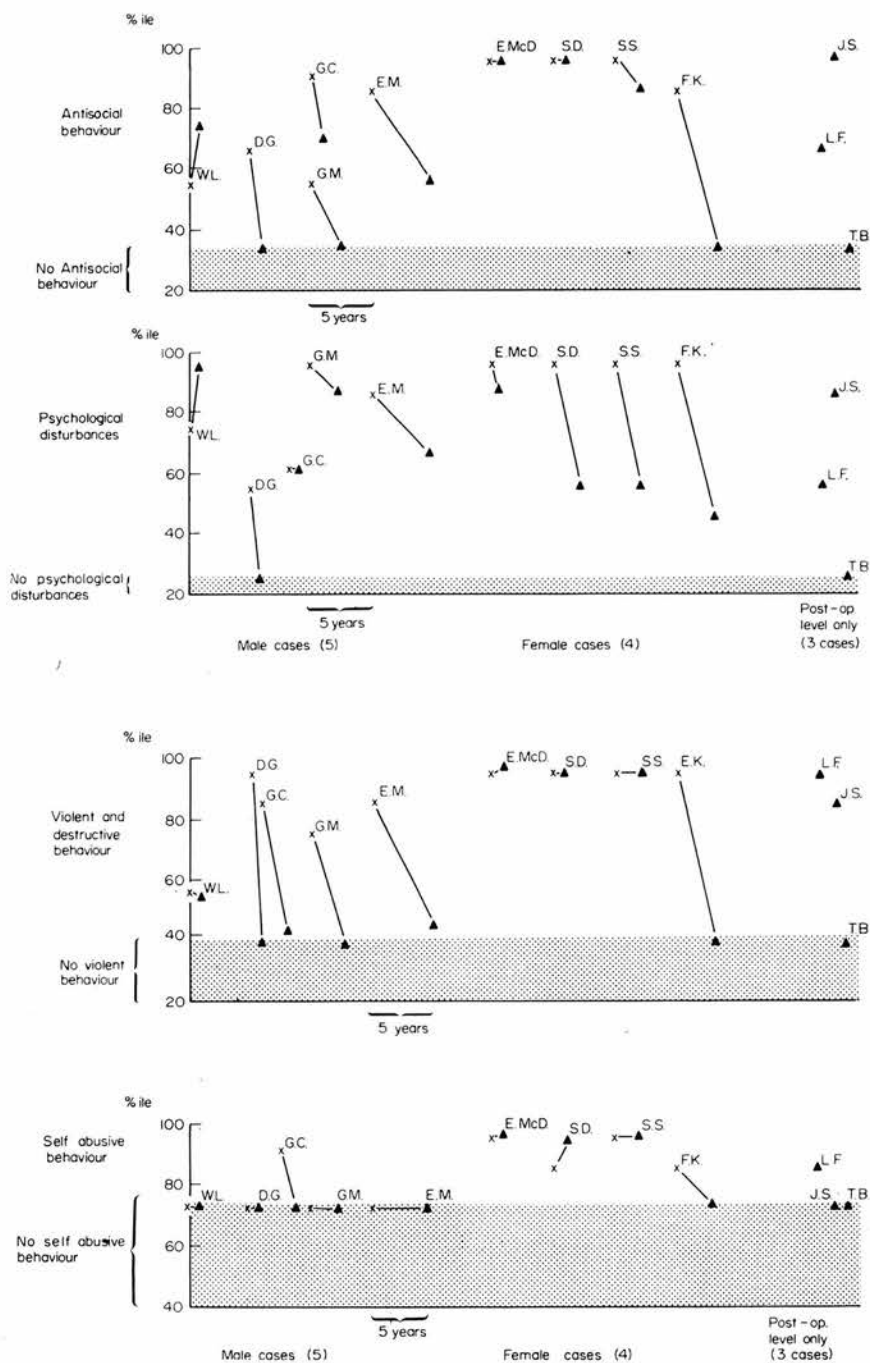 % ile
100
80
60
40
20
Antisocial
behaviour
No Antisocial
behaviour
W.L.
D.G.
G.C.
G.M.
E.M.
E.McD
S.D.
S.S.
F.K.
J.S.
L.F.
T.B.
5 years
% ile
100
80
60
40
20
Psychological
disturbances
No psychological
disturbances
W.L.
D.G.
G.C.
G.M
E.M.
E.McD.
S.D.
S.S.
F.K.
J.S.
L.F.
T.B
5 years
Male cases (5)
Female cases (4)
Post-op
level only
(3 cases)
% ile
100
80
60
40
20
Violent and
destructive
behaviour
No violent
behaviour
W.L.
D.G.
G.C.
G.M.
E.M.
E.McD.
S.D.
S.S.
E.K.
L.F.
J.S.
T.B
5 years
% ile
100
80
60
40
Self abusive
behaviour
No self abusive
behaviour
W.L.
D.G.
G.C.
G.M.
E.M.
E.McD.
S.D.
S.S.
F.K.
L.F.
J.S.
T.B.
5 years
Male cases (5)
Female cases (4)
Post-op.
level only
(3 cases)